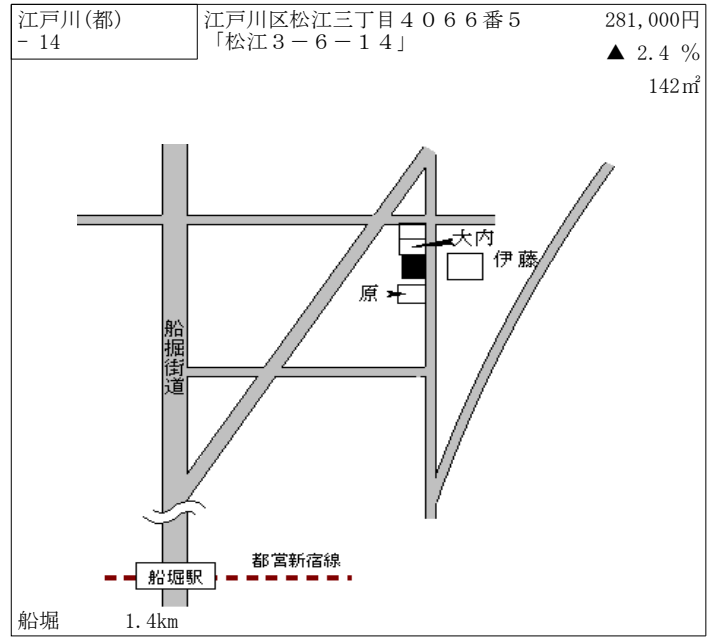 江戸川(都)
- 14
江戸川区松江三丁目４０６６番５
「松江３－６－１４」
281,000円
▲ 2.4 %
142㎡
大内
伊藤
原
船堀街道
都営新宿線
船堀駅
船堀 1.4km